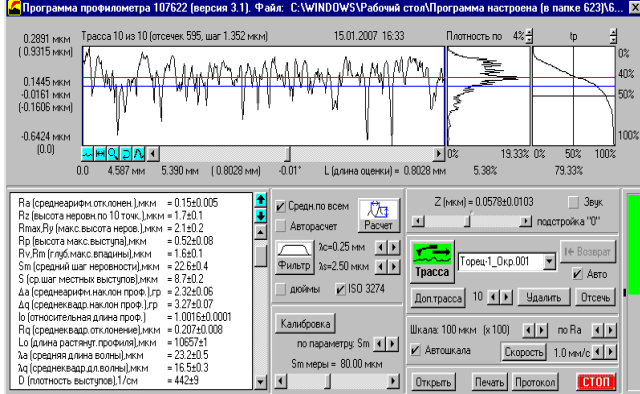 Программа профилометра 107622 (версия 3.1). Файл: C:\WINDOWS\Рабочий стол\Программа настроена (в папке 623)\6...
0.2891 мкм
( 0.9315 мкм)
Трасса 10 из 10 (отсечек 595, шаг 1.352 мкм)
15.01.2007 16:33
Плотность по 4%
tp
0%
0.1445 мкм
-0.0161 мкм
(-0.1606 мкм)
40%
50%
-0.6424 мкм
(0.0)
100%
0% 19.33%
0% 50% 100%
0.0 4.587 мм 5.390 мм ( 0.8028 мм) -0.01° L (длина оценки) = 0.8028 мм 5.38% 79.33%
Ra (среднеарифм.отклонен.),мкм = 0.15±0.005
Rz (высота неровн.по 10 точк.),мкм = 1.7±0.1
Rmax,Ry (макс.высота неров.),мкм = 2.1±0.2
Rp (высота макс.выступа),мкм = 0.52±0.08
Rv,Rm (глуб.макс.впадины),мкм = 1.6±0.1
Sm (средний шаг неровности),мкм = 22.6±0.4
S (ср.шаг местных выступов),мкм = 8.7±0.2
Δa (среднеарифм.наклон проф.),гр = 2.32±0.06
Δq (среднеквадр.наклон проф.),гр = 3.27±0.07
lo (относительная длина проф.) = 1.0016±0.0001
Rq (среднеквадр.отклонение),мкм = 0.207±0.008
Lo (длина растянут.профиля),мкм = 10657±1
λa (средняя длина волны),мкм = 23.2±0.5
λq (среднеквадр.дл.волны),мкм = 16.5±0.3
D (плотность выступов),1/см = 442±9
Средн.по всем
Авторасчет
Расчет
Фильтр
λc=0.25 мм
λs=2.50 мкм
дюймы
ISO 3274
Калибровка
по параметру: Sm
Sm меры = 80.00 мкм
Z (мкм) = 0.0578±0.0103
Звук
подстройка "0"
Трасса
Торец-1_Окр.001
Возврат
Авто
Доп.трасса
10
Удалить
Отсечь
Шкала: 100 мкм (x 100)
по Ra
Автошкала
Скорость
1.0 мм/с
Открыть
Печать
Протокол
СТОП